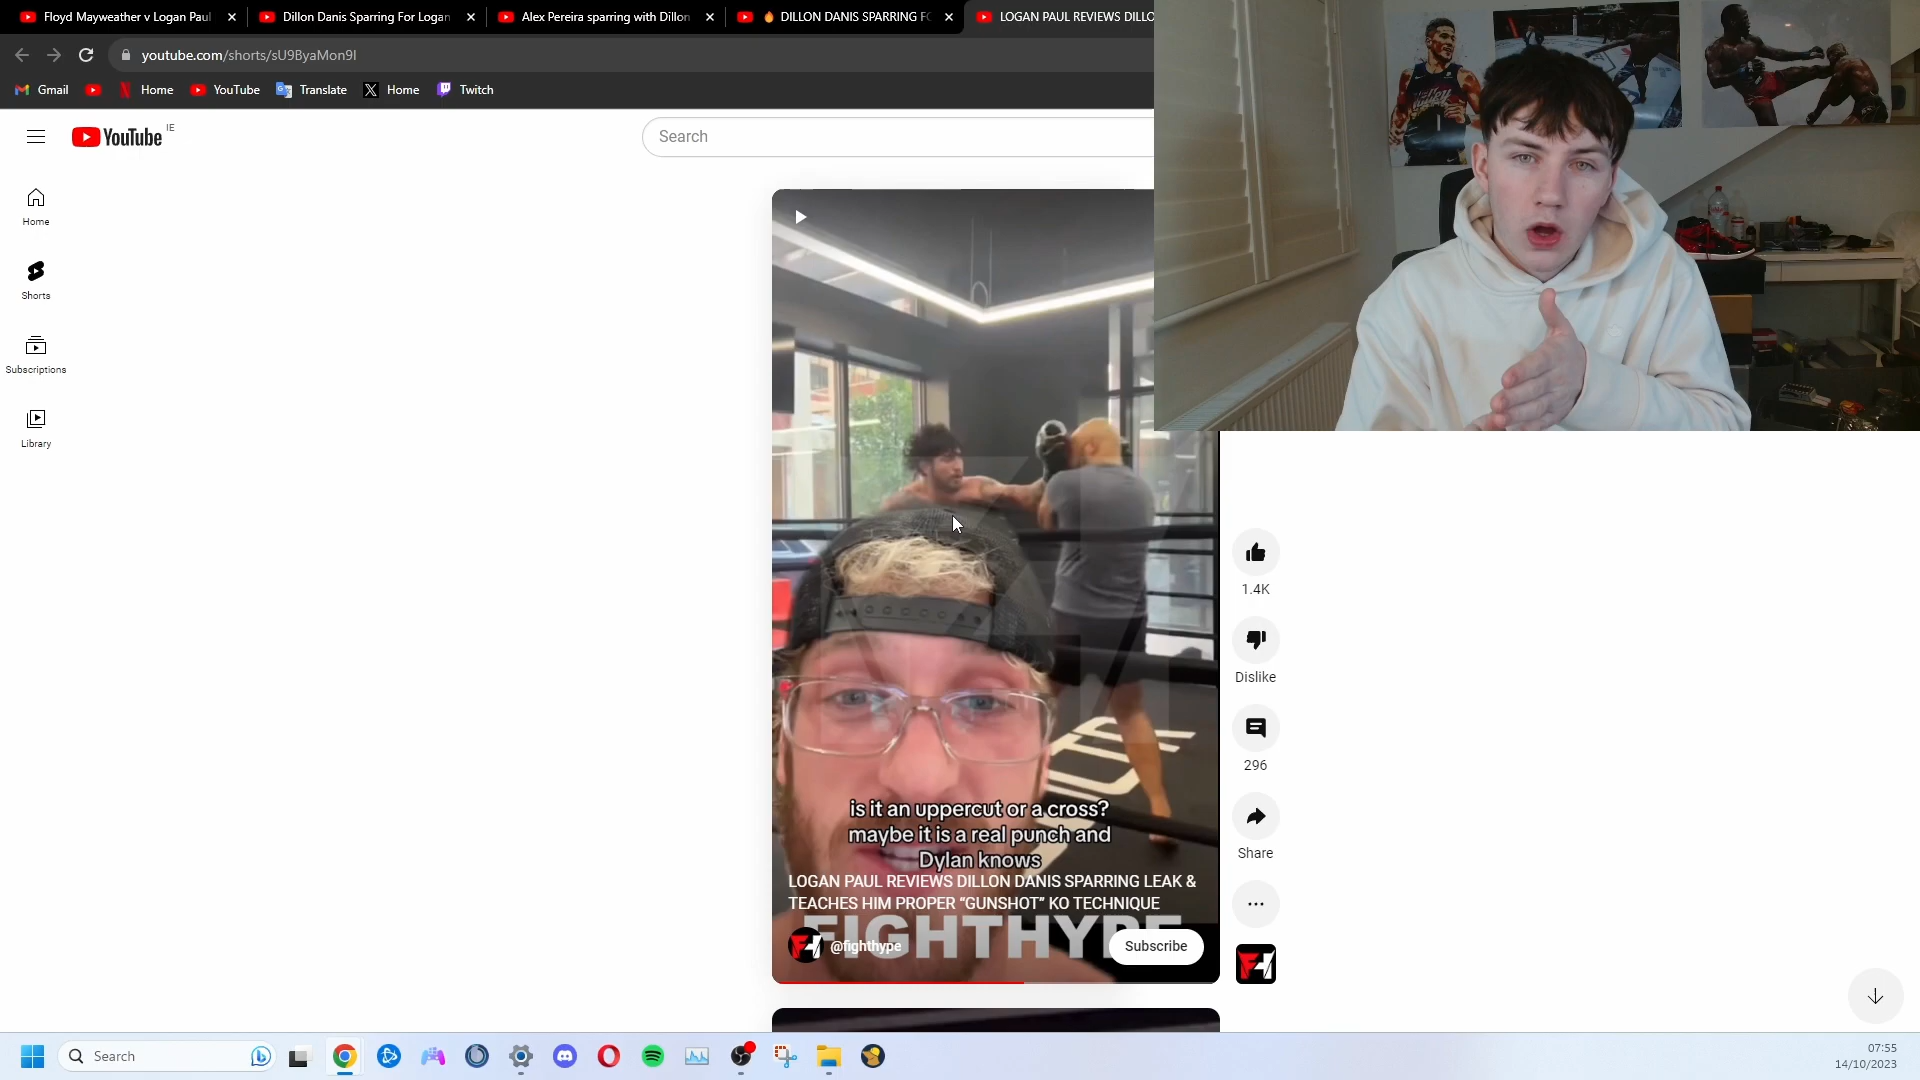 Floyd Mayweather v Logan Paul
Dillon Danis Sparring For Logan
Alex Pereira sparring with Dillon
🔥 DILLON DANIS SPARRING FO
LOGAN PAUL REVIEWS DILLO
youtube.com/shorts/sU9ByaMon9I
Gmail
Home
YouTube
Translate
Home
Twitch
YouTube IE
Search
Home
Shorts
Subscriptions
Library
is it an uppercut or a cross?
maybe it is a real punch and
Dylan knows
LOGAN PAUL REVIEWS DILLON DANIS SPARRING LEAK &
TEACHES HIM PROPER “GUNSHOT” KO TECHNIQUE
FIGHTHYPE
@fighthype
Subscribe
1.4K
Dislike
296
Share
Search
07:55
14/10/2023